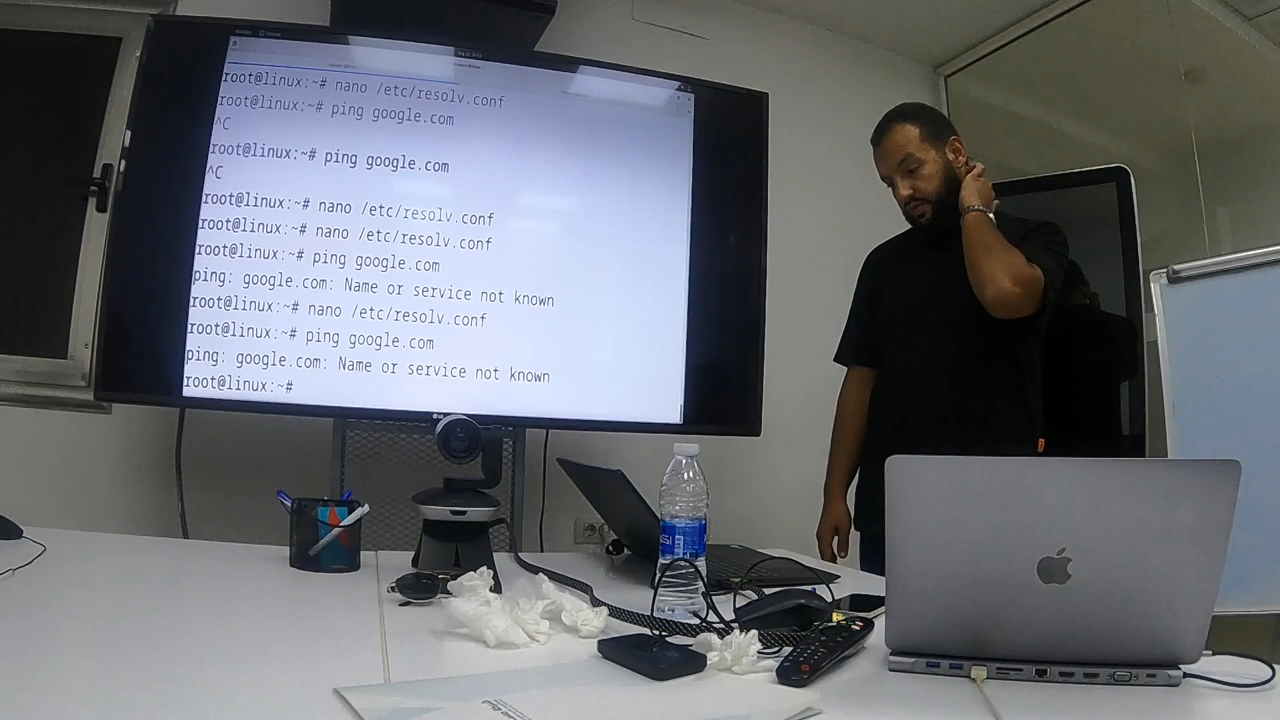 root@linux:~# nano /etc/resolv.conf
root@linux:~# ping google.com
^C
root@linux:~# ping google.com
^C
root@linux:~# nano /etc/resolv.conf
root@linux:~# nano /etc/resolv.conf
root@linux:~# ping google.com
ping: google.com: Name or service not known
root@linux:~# nano /etc/resolv.conf
root@linux:~# ping google.com
ping: google.com: Name or service not known
root@linux:~#
LG